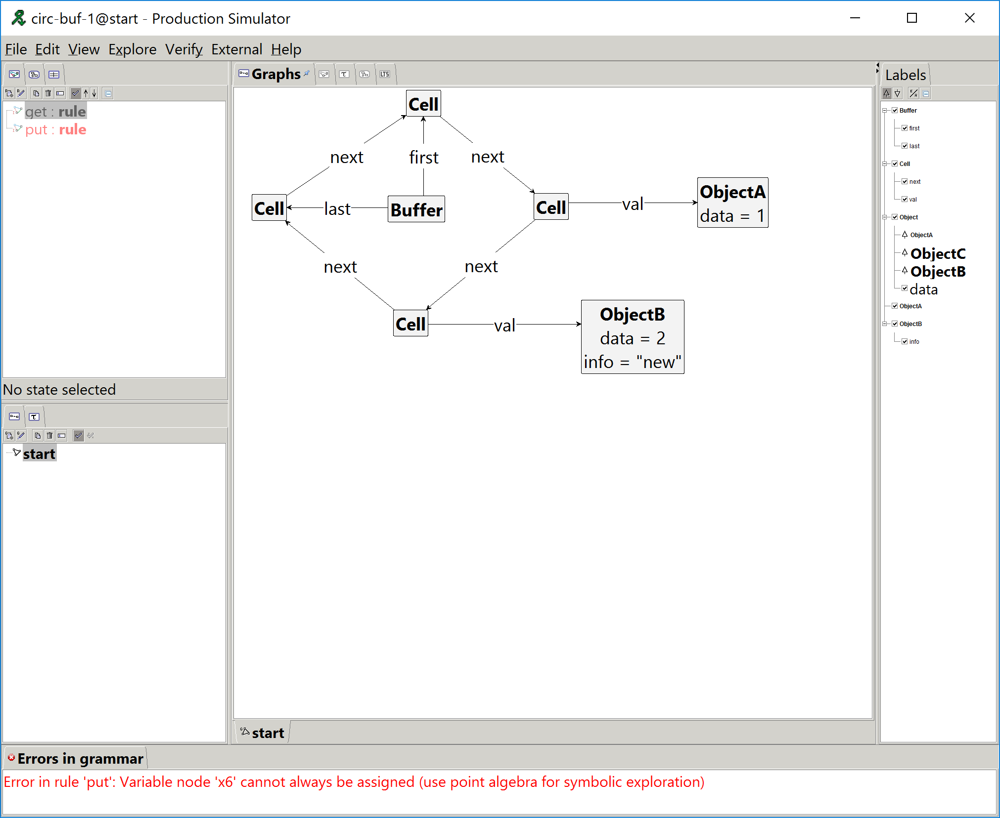 circ-buf-1@start - Production Simulator
File Edit View Explore Verify External Help
get : rule
put : rule
No state selected
start
Graphs
LTS
Cell
next
first
next
Cell
last
Buffer
Cell
val
ObjectA
data = 1
next
next
Cell
val
ObjectB
data = 2
info = "new"
start
Labels
Buffer
first
last
Cell
next
val
Object
ObjectA
ObjectC
ObjectB
data
ObjectA
ObjectB
info
Errors in grammar
Error in rule 'put': Variable node 'x6' cannot always be assigned (use point algebra for symbolic exploration)